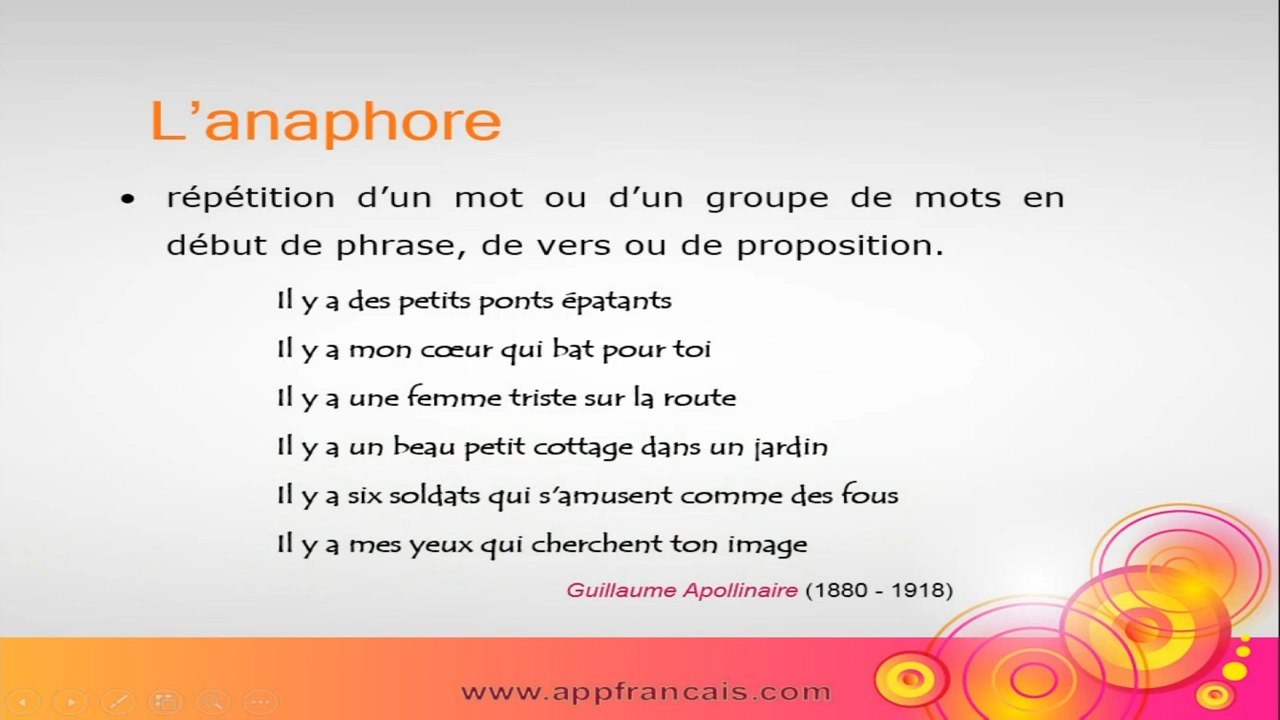 L’anaphore
• répétition d’un mot ou d’un groupe de mots en
début de phrase, de vers ou de proposition.
Il y a des petits ponts épatants
Il y a mon cœur qui bat pour toi
Il y a une femme triste sur la route
Il y a un beau petit cottage dans un jardin
Il y a six soldats qui s’amusent comme des fous
Il y a mes yeux qui cherchent ton image
Guillaume Apollinaire (1880 - 1918)
www.appfrancais.com